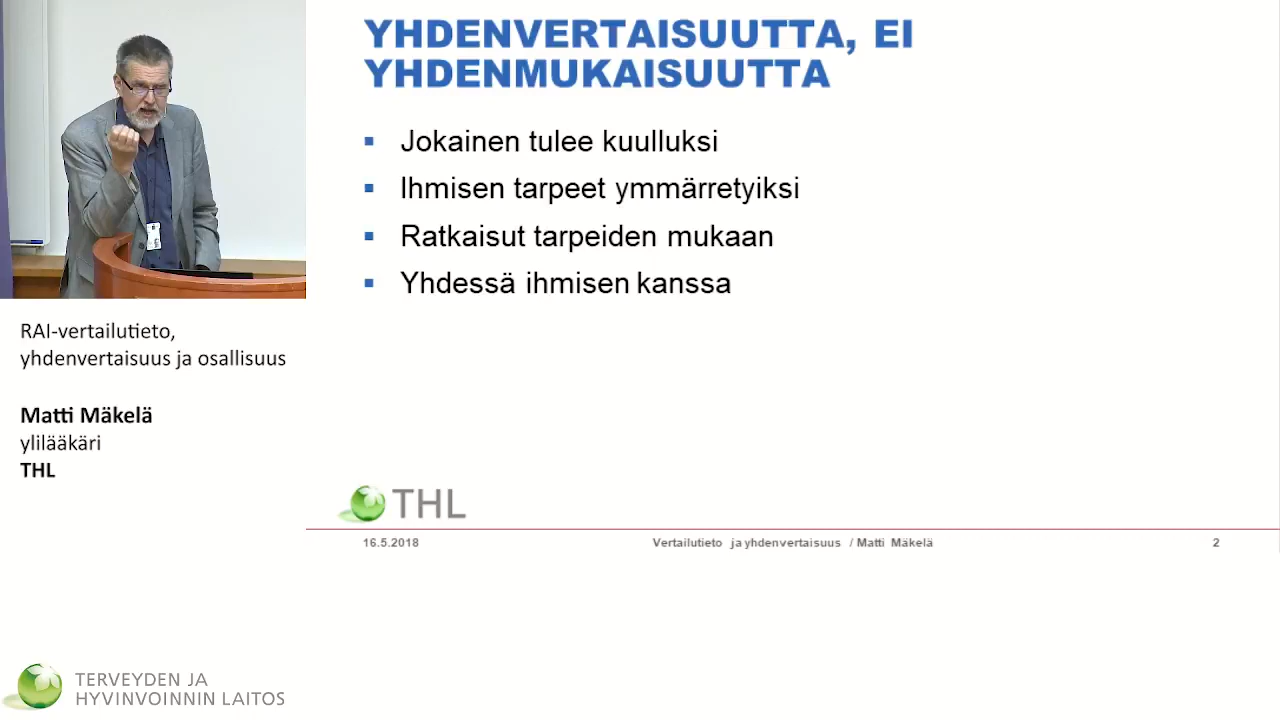 YHDENVERTAISUUTTA, EI
YHDENMUKAISUUTTA
Jokainen tulee kuulluksi
Ihmisen tarpeet ymmärretyiksi
Ratkaisut tarpeiden mukaan
Yhdessä ihmisen kanssa
RAI-vertailutieto,
yhdenvertaisuus ja osallisuus
Matti Mäkelä
ylilääkäri
THL
THL
16.5.2018 Vertailutieto ja yhdenvertaisuus / Matti Mäkelä 2
TERVEYDEN JA
HYVINVOINNIN LAITOS